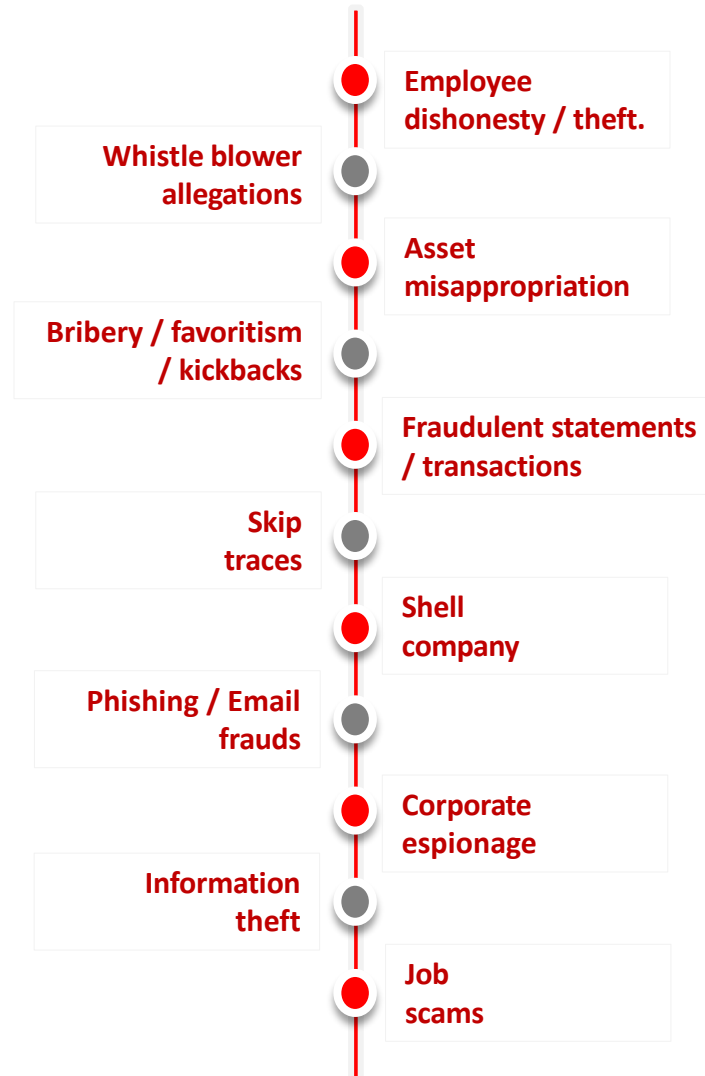 Employee
dishonesty / theft.
Whistle blower
allegations
Asset
misappropriation
Bribery / favoritism
/ kickbacks
Fraudulent statements
/ transactions
Skip
traces
Shell
company
Phishing / Email
frauds
Corporate
espionage
Information
theft
Job
scams